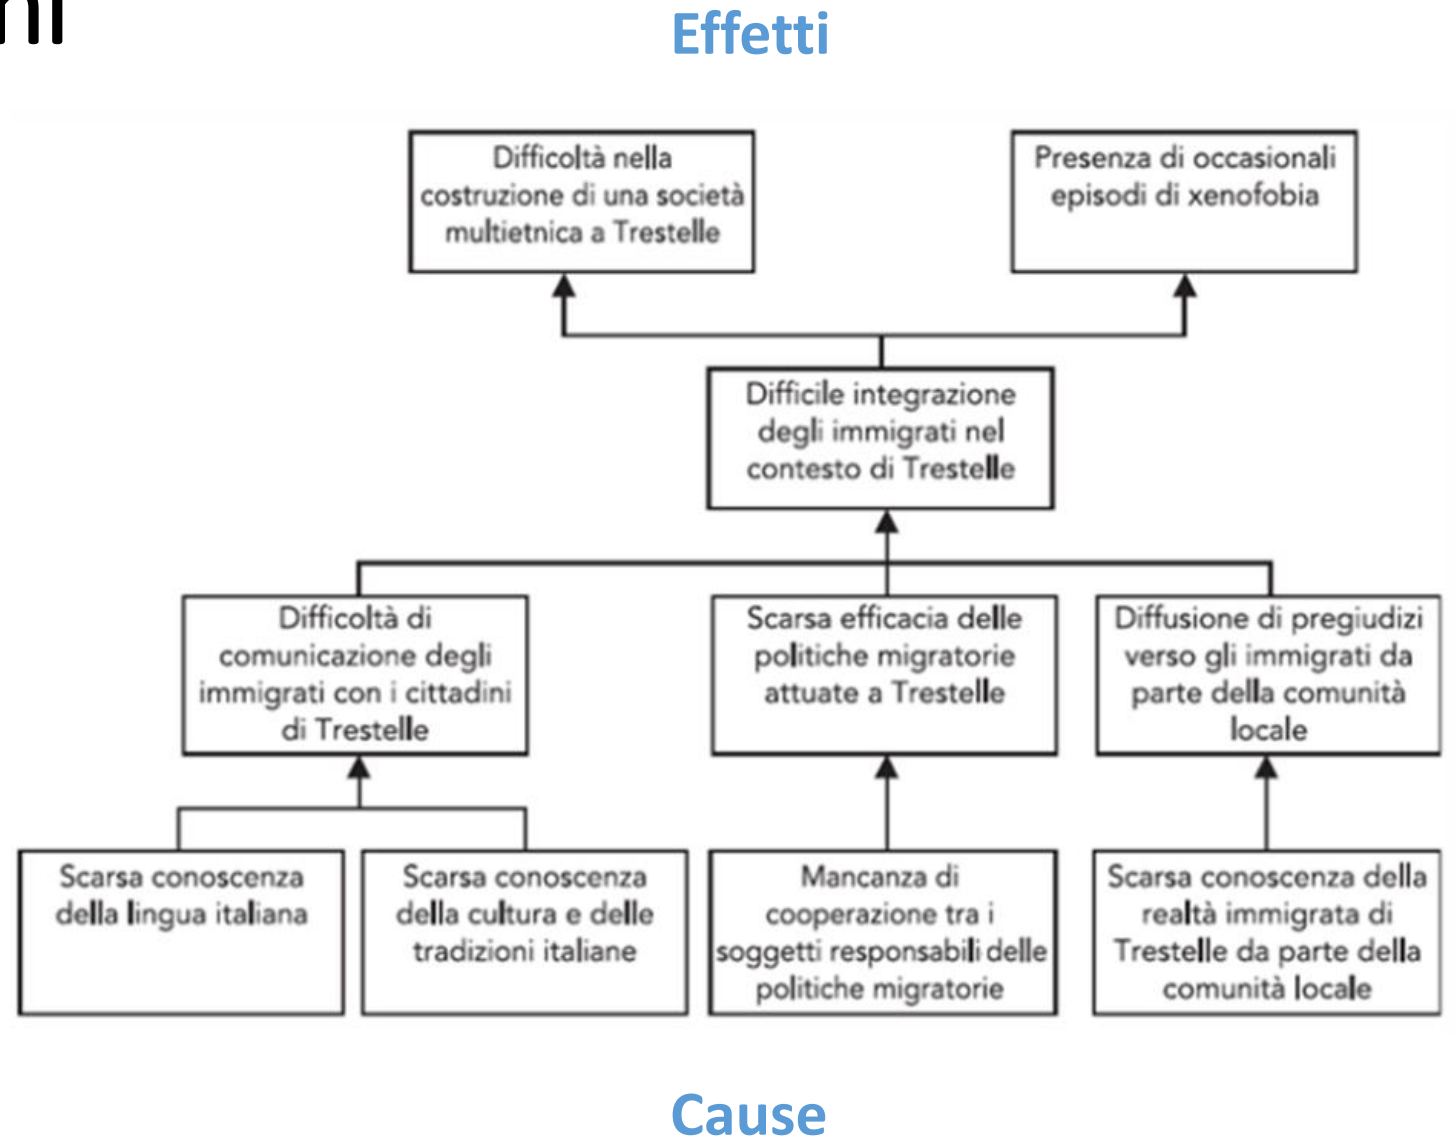 ni
Effetti
Difficoltà nella
costruzione di una società
multietnica a Trestelle
Presenza di occasionali
episodi di xenofobia
Difficile integrazione
degli immigrati nel
contesto di Trestelle
Difficoltà di
comunicazione degli
immigrati con i cittadini
di Trestelle
Scarsa efficacia delle
politiche migratorie
attuate a Trestelle
Diffusione di pregiudizi
verso gli immigrati da
parte della comunità
locale
Scarsa conoscenza
della lingua italiana
Scarsa conoscenza
della cultura e delle
tradizioni italiane
Mancanza di
cooperazione tra i
soggetti responsabili delle
politiche migratorie
Scarsa conoscenza della
realtà immigrata di
Trestelle da parte della
comunità locale
Cause